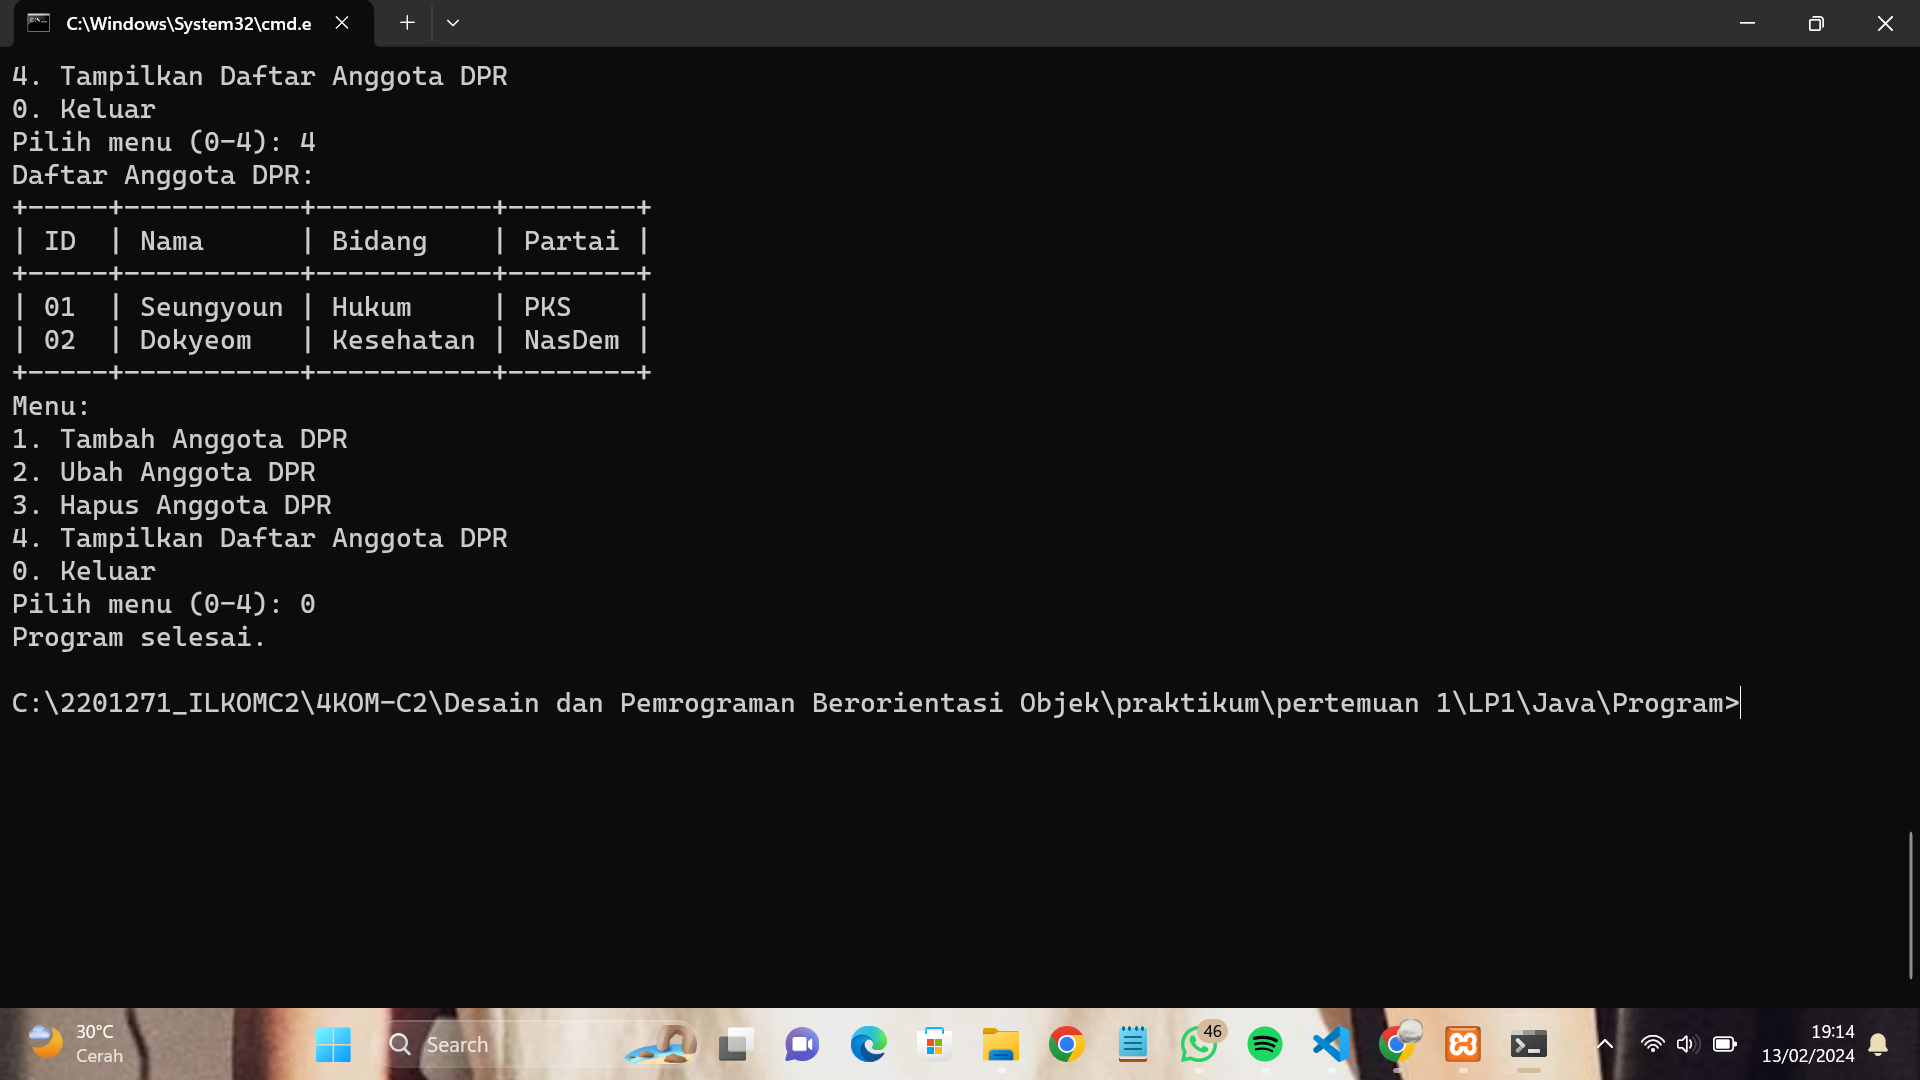 C:\Windows\System32\cmd.e
4. Tampilkan Daftar Anggota DPR
0. Keluar
Pilih menu (0-4): 4
Daftar Anggota DPR:
+-----+-----------+-----------+--------+
| ID  | Nama      | Bidang    | Partai |
+-----+-----------+-----------+--------+
| 01  | Seungyoun | Hukum     | PKS    |
| 02  | Dokyeom   | Kesehatan | NasDem |
+-----+-----------+-----------+--------+
Menu:
1. Tambah Anggota DPR
2. Ubah Anggota DPR
3. Hapus Anggota DPR
4. Tampilkan Daftar Anggota DPR
0. Keluar
Pilih menu (0-4): 0
Program selesai.
C:\2201271_ILKOMC2\4KOM-C2\Desain dan Pemrograman Berorientasi Objek\praktikum\pertemuan 1\LP1\Java\Program>
30°C
Cerah
Search
46
19:14
13/02/2024